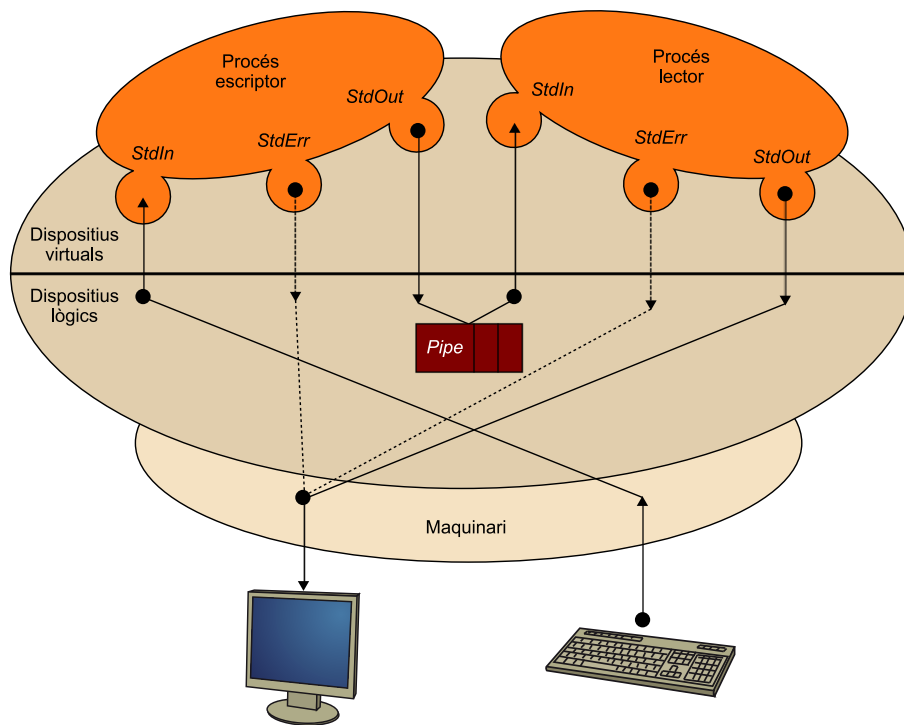 Procés
escriptor
Procés
lector
StdOut
StdIn
StdErr
StdIn
StdErr
StdOut
Dispositius
virtuals
Dispositius
lògics
Pipe
Maquinari